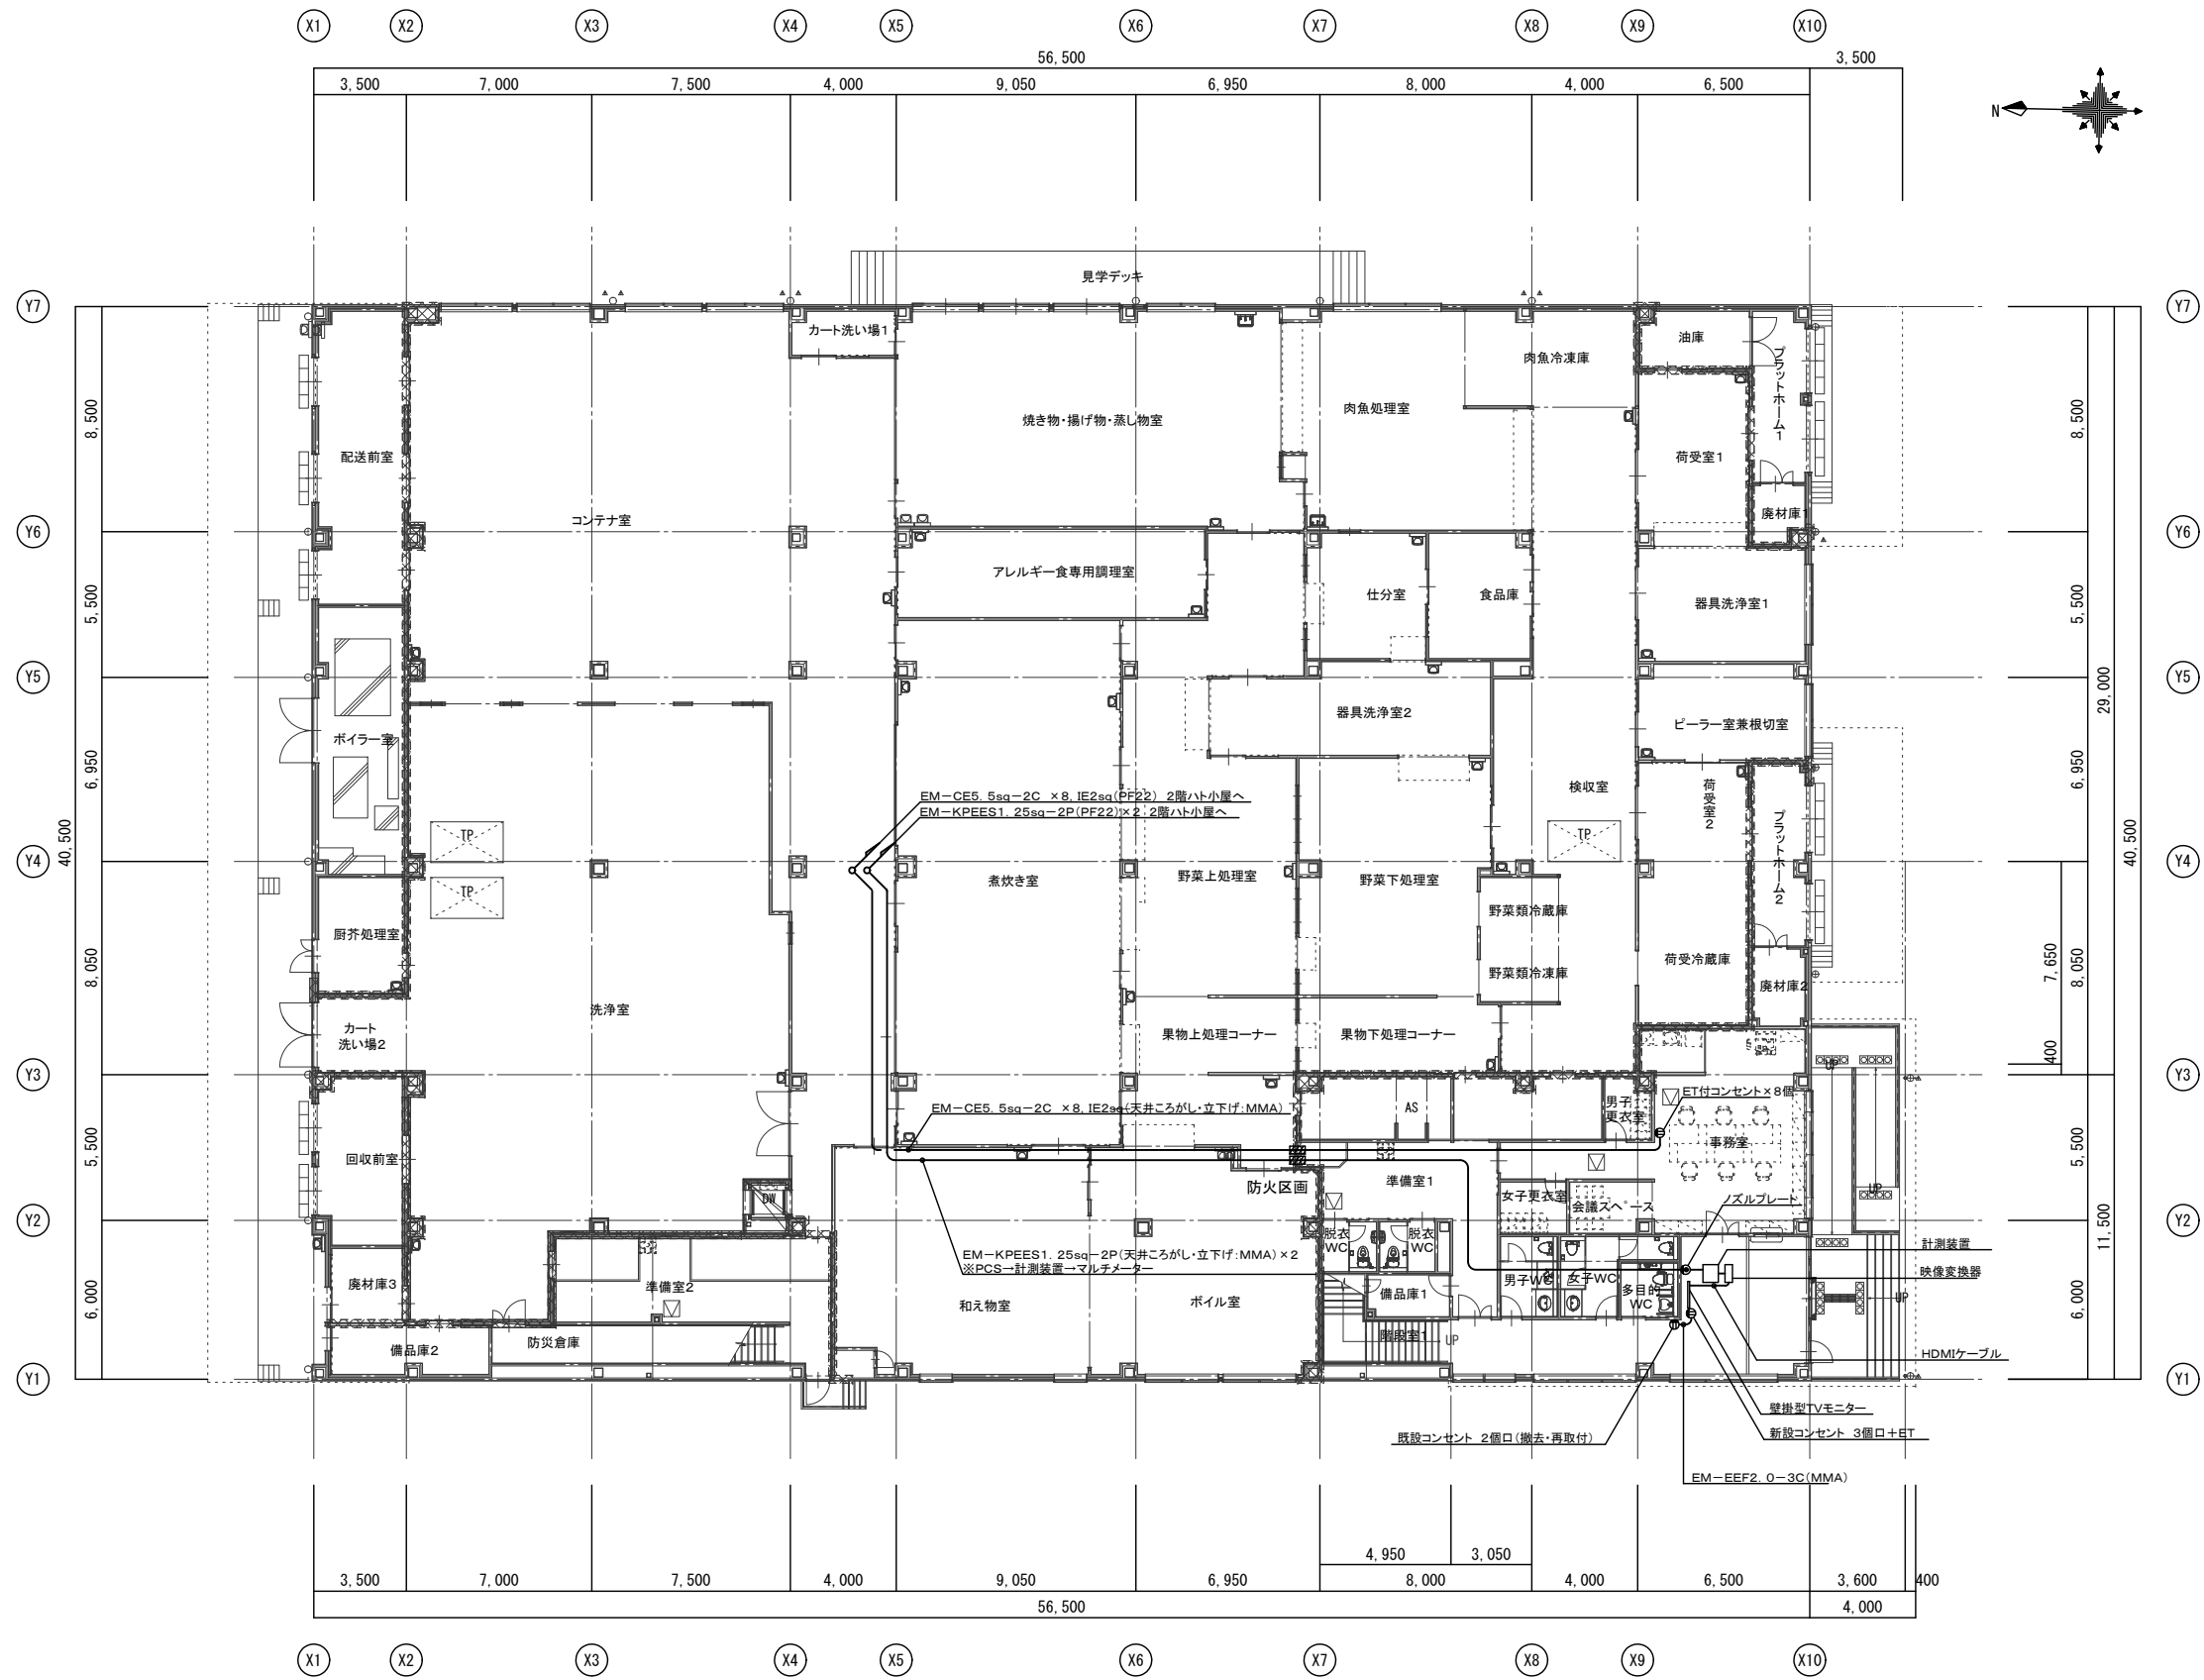 X1 X2 X3 X4 X5 X6 X7 X8 X9 X10
56,500 3,500
3,500 7,000 7,500 4,000 9,050 6,950 8,000 4,000 6,500
N
見学デッキ
Y7 Y7
カート洗い場1
油庫
肉魚冷凍庫
プラットホーム1
8,500 8,500
肉魚処理室
焼き物・揚げ物・蒸し物室
配送前室
荷受室1
廃材庫1
コンテナ室
Y6 Y6
アレルギー食専用調理室
仕分室
食品庫
器具洗浄室1
5,500 5,500
Y5 Y5
29,000
器具洗浄室2
ピーラー室兼根切室
ボイラー室
6,950 6,950
検収室
荷受室2
EM-CE5.5sq-2C ×8,IE2sq(PF22) 2階ハト小屋へ
EM-KPEES1.25sq-2P(PF22)×2 2階ハト小屋へ
TP
TP
プラットホーム2
40,500 40,500
Y4 Y4
煮炊き室
野菜上処理室
野菜下処理室
TP
野菜類冷蔵庫
厨芥処理室
荷受冷蔵庫
野菜類冷凍庫
8,050 7,650 8,050
廃材庫2
洗浄室
カート
洗い場2
果物上処理コーナー
果物下処理コーナー
400
UP
Y3 Y3
ET付コンセント×8個
EM-CE5.5sq-2C ×8,IE2sq(天井ころがし・立下げ:MMA)
AS
男子
更衣室
事務室
5,500 5,500
回収前室
防火区画
準備室1
女子更衣室
会議スペース
ノズルプレート
UP
DW
Y2 Y2
11,500
脱衣
WC
脱衣
WC
計測装置
EM-KPEES1.25sq-2P(天井ころがし・立下げ:MMA)×2
※PCS→計測装置→マルチメーター
映像変換器
廃材庫3
準備室2
男子WC
女子WC
多目的
WC
備品庫1
UP
和え物室
ボイル室
6,000 6,000
階段室1
UP
防災倉庫
備品庫2
HDMIケーブル
Y1 Y1
壁掛型TVモニター
既設コンセント 2個口(撤去・再取付)
新設コンセント 3個口+ET
EM-EEF2.0-3C(MMA)
4,950 3,050
3,500 7,000 7,500 4,000 9,050 6,950 8,000 4,000 6,500 3,600 400
56,500 4,000
X1 X2 X3 X4 X5 X6 X7 X8 X9 X10